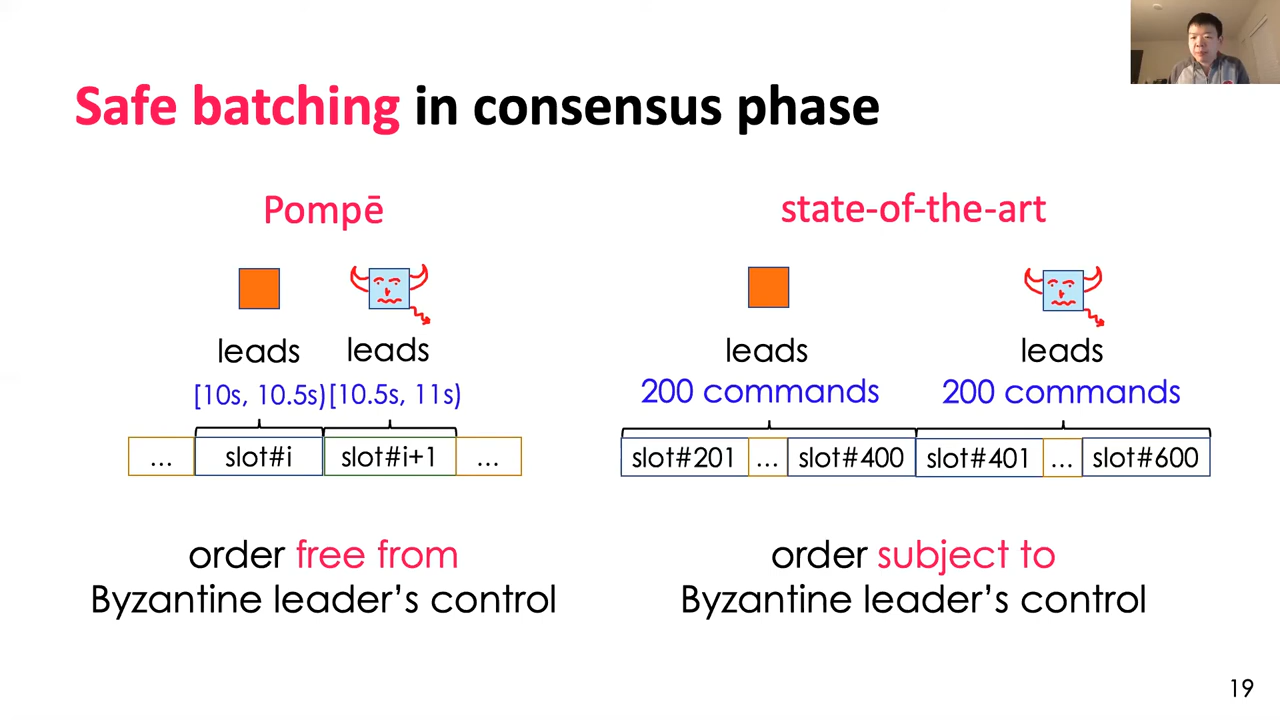 Safe batching in consensus phase
Pompē
state-of-the-art
leads
leads
[10s, 10.5s)
[10.5s, 11s)
...
slot#i
slot#i+1
...
leads
leads
200 commands
200 commands
slot#201
...
slot#400
slot#401
...
slot#600
order free from
Byzantine leader’s control
order subject to
Byzantine leader’s control
19